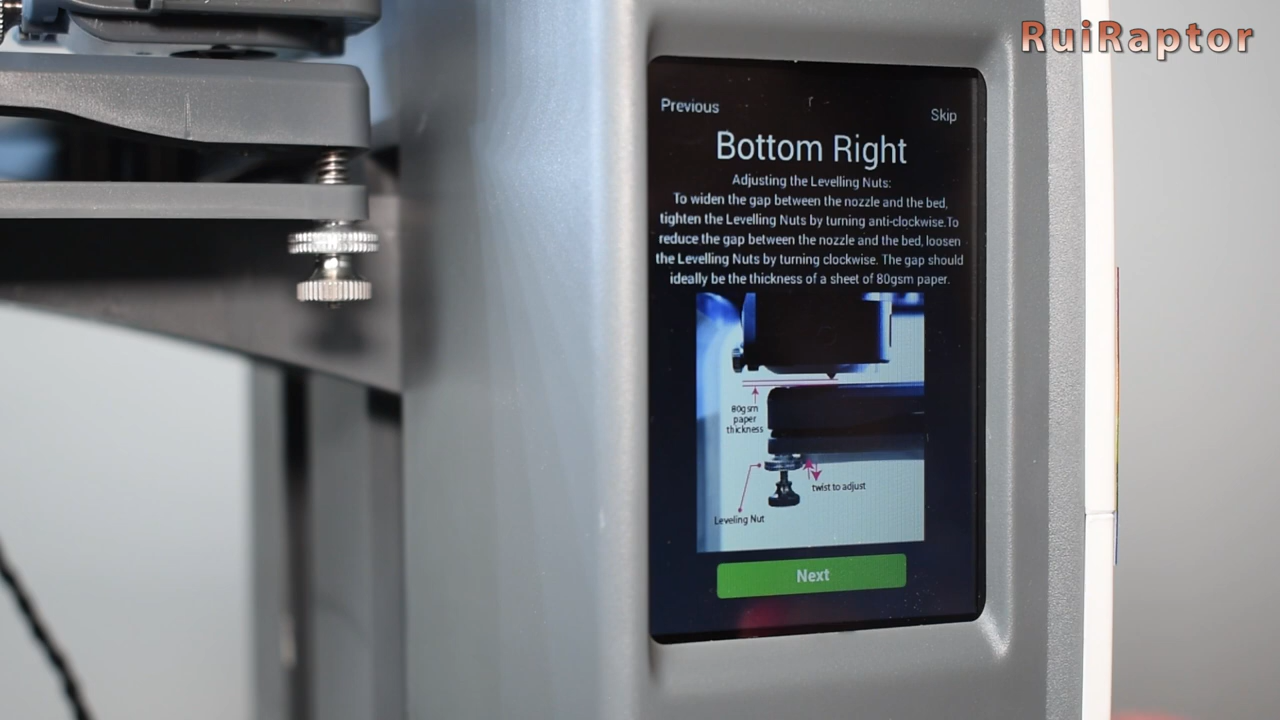 RuiRaptor
Previous
Skip
Bottom Right
Adjusting the Levelling Nuts:
To widen the gap between the nozzle and the bed,
tighten the Levelling Nuts by turning anti-clockwise.To
reduce the gap between the nozzle and the bed, loosen
the Levelling Nuts by turning clockwise. The gap should
ideally be the thickness of a sheet of 80gsm paper.
80gsm
paper
thickness
twist to adjust
Leveling Nut
Next